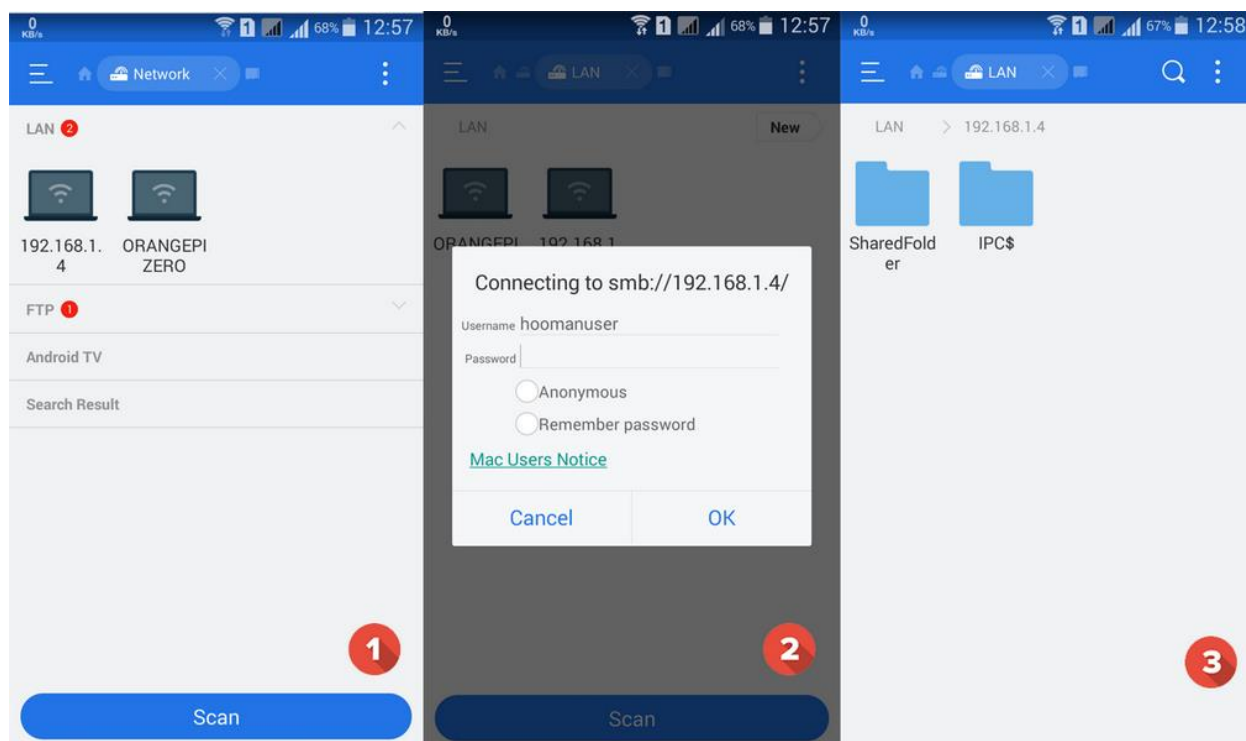 0
KB/s
1
68%
12:57
Network
LAN 2
192.168.1.
4
ORANGEPI
ZERO
FTP 1
Android TV
Search Result
1
Scan
0
KB/s
1
68%
12:57
LAN
LAN
New
ORANGEPI
192.168.1
Connecting to smb://192.168.1.4/
Username hoomanuser
Password
Anonymous
Remember password
Mac Users Notice
Cancel
OK
2
Scan
0
KB/s
1
67%
12:58
LAN
LAN > 192.168.1.4
SharedFold
er
IPC$
3